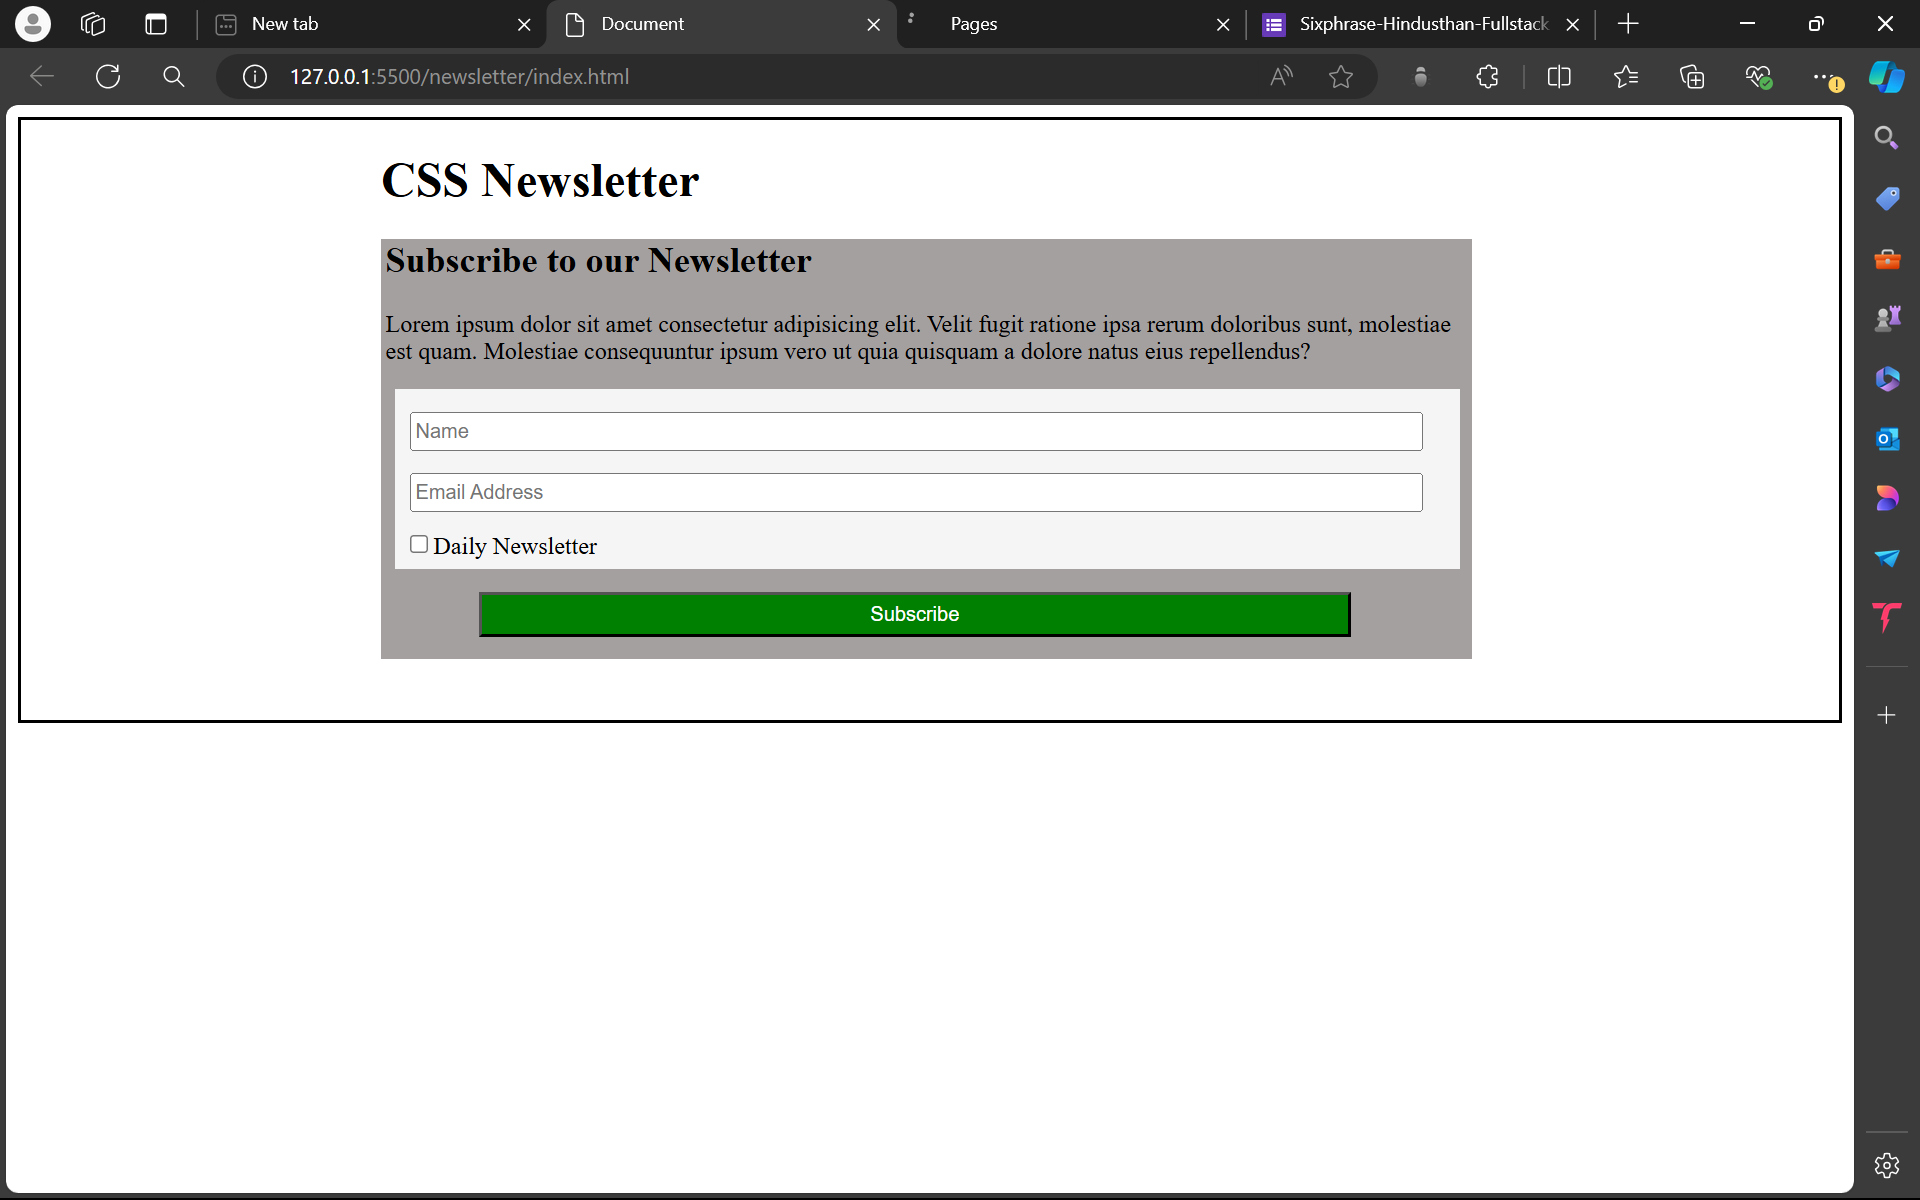 New tab
Document
Pages
Sixphrase-Hindusthan-Fullstack
127.0.0.1:5500/newsletter/index.html
CSS Newsletter
Subscribe to our Newsletter
Lorem ipsum dolor sit amet consectetur adipisicing elit. Velit fugit ratione ipsa rerum doloribus sunt, molestiae
est quam. Molestiae consequuntur ipsum vero ut quia quisquam a dolore natus eius repellendus?
Name
Email Address
Daily Newsletter
Subscribe